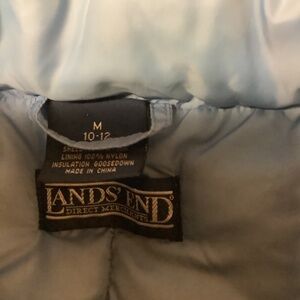 M
10-12
LINING 100% NYLON
INSULATION GOOSEDOWN
MADE IN CHINA
LANDS' END
DIRECT MERCHANTS